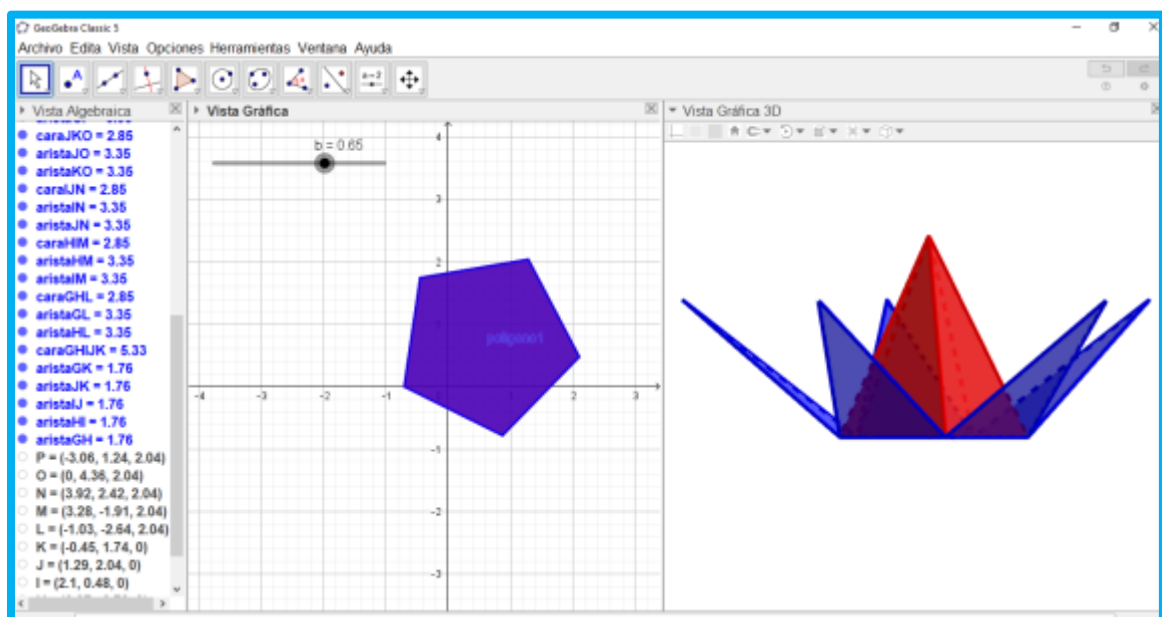 GeoGebra Classic 5
Archivo Edita Vista Opciones Herramientas Ventana Ayuda
A
a=2
Vista Algebraica
Vista Gráfica
Vista Gráfica 3D
caraJKO = 2.85
aristaJO = 3.35
aristaKO = 3.35
caraIJN = 2.85
aristaIN = 3.35
aristaJN = 3.35
caraHIM = 2.85
aristaHM = 3.35
aristaIM = 3.35
caraGHL = 2.85
aristaGL = 3.35
aristaHL = 3.35
caraGHIJK = 5.33
aristaGK = 1.76
aristaJK = 1.76
aristaIJ = 1.76
aristaHI = 1.76
aristaGH = 1.76
P = (-3.06, 1.24, 2.04)
O = (0, 4.36, 2.04)
N = (3.92, 2.42, 2.04)
M = (3.28, -1.91, 2.04)
L = (-1.03, -2.64, 2.04)
K = (-0.45, 1.74, 0)
J = (1.29, 2.04, 0)
I = (2.1, 0.48, 0)
b = 0.65
4
3
2
1
polígono1
-4
-3
-2
-1
0
2
3
-1
-2
-3